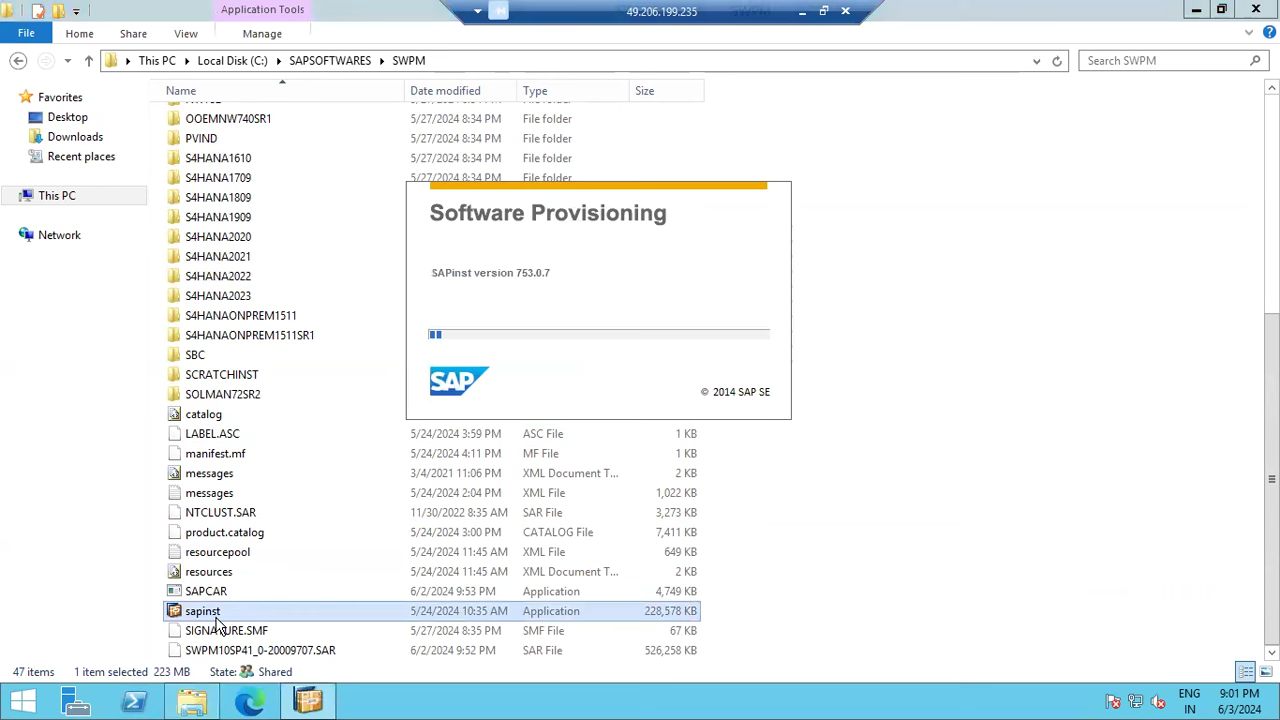 Application Tools
49.206.199.235
File
Home
Share
View
Manage
This PC
Local Disk (C:)
SAPSOFTWARES
SWPM
Search SWPM
Name
Date modified
Type
Size
Favorites
Desktop
Downloads
Recent places
This PC
Network
OOEMNW740SR1 5/27/2024 8:34 PM File folder
PVIND 5/27/2024 8:34 PM File folder
S4HANA1610 5/27/2024 8:34 PM File folder
S4HANA1709 5/27/2024 8:34 PM File folder
S4HANA1809
S4HANA1909
S4HANA2020
S4HANA2021
S4HANA2022
S4HANA2023
S4HANAONPREM1511
S4HANAONPREM1511SR1
SBC
SCRATCHINST
SOLMAN72SR2
catalog
LABEL.ASC 5/24/2024 3:59 PM ASC File 1 KB
manifest.mf 5/24/2024 4:11 PM MF File 1 KB
messages 3/4/2021 11:06 PM XML Document T... 2 KB
messages 5/24/2024 2:04 PM XML File 1,022 KB
NTCLUST.SAR 11/30/2022 8:35 AM SAR File 3,273 KB
product.catalog 5/24/2024 3:00 PM CATALOG File 7,411 KB
resourcepool 5/24/2024 11:45 AM XML File 649 KB
resources 5/24/2024 11:45 AM XML Document T... 2 KB
SAPCAR 6/2/2024 9:53 PM Application 4,749 KB
sapinst 5/24/2024 10:35 AM Application 228,578 KB
SIGNATURE.SMF 5/27/2024 8:35 PM SMF File 67 KB
SWPM10SP41_0-20009707.SAR 6/2/2024 9:52 PM SAR File 526,258 KB
Software Provisioning
SAPinst version 753.0.7
SAP
© 2014 SAP SE
47 items
1 item selected 223 MB
State:
Shared
ENG
IN
9:01 PM
6/3/2024